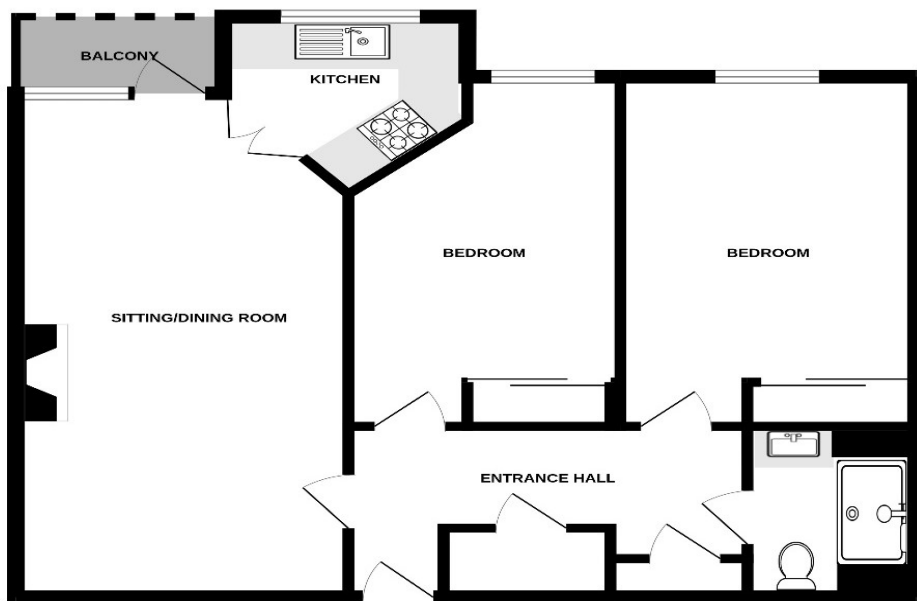 BALCONY
KITCHEN
BEDROOM
BEDROOM
SITTING/DINING ROOM
ENTRANCE HALL